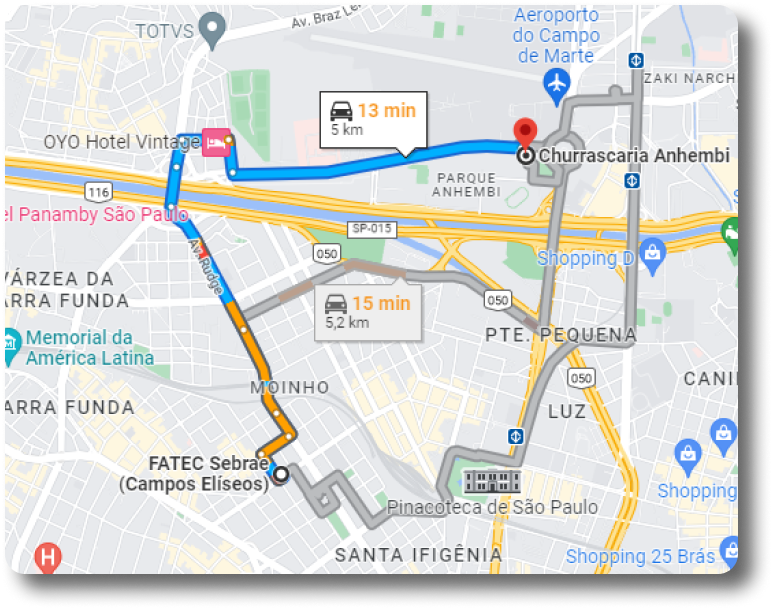 TOTVS
Av. Braz Le
Aeroporto
do Campo
de Marte
ZAKI NARCH
13 min
5 km
OYO Hotel Vintage
Churrascaria Anhembi
PARQUE
ANHEMBI
116
el Panamby São Paulo
SP-015
Av. Rudge
050
Shopping D
VÁRZEA DA
ARRA FUNDA
15 min
5,2 km
050
PTE. PEQUENA
Memorial da
América Latina
MOINHO
050
CANI
ARRA FUNDA
LUZ
FATEC Sebrae
(Campos Elíseos)
Shopping
Pinacoteca de São Paulo
SANTA IFIGÊNIA
Shopping 25 Brás
H